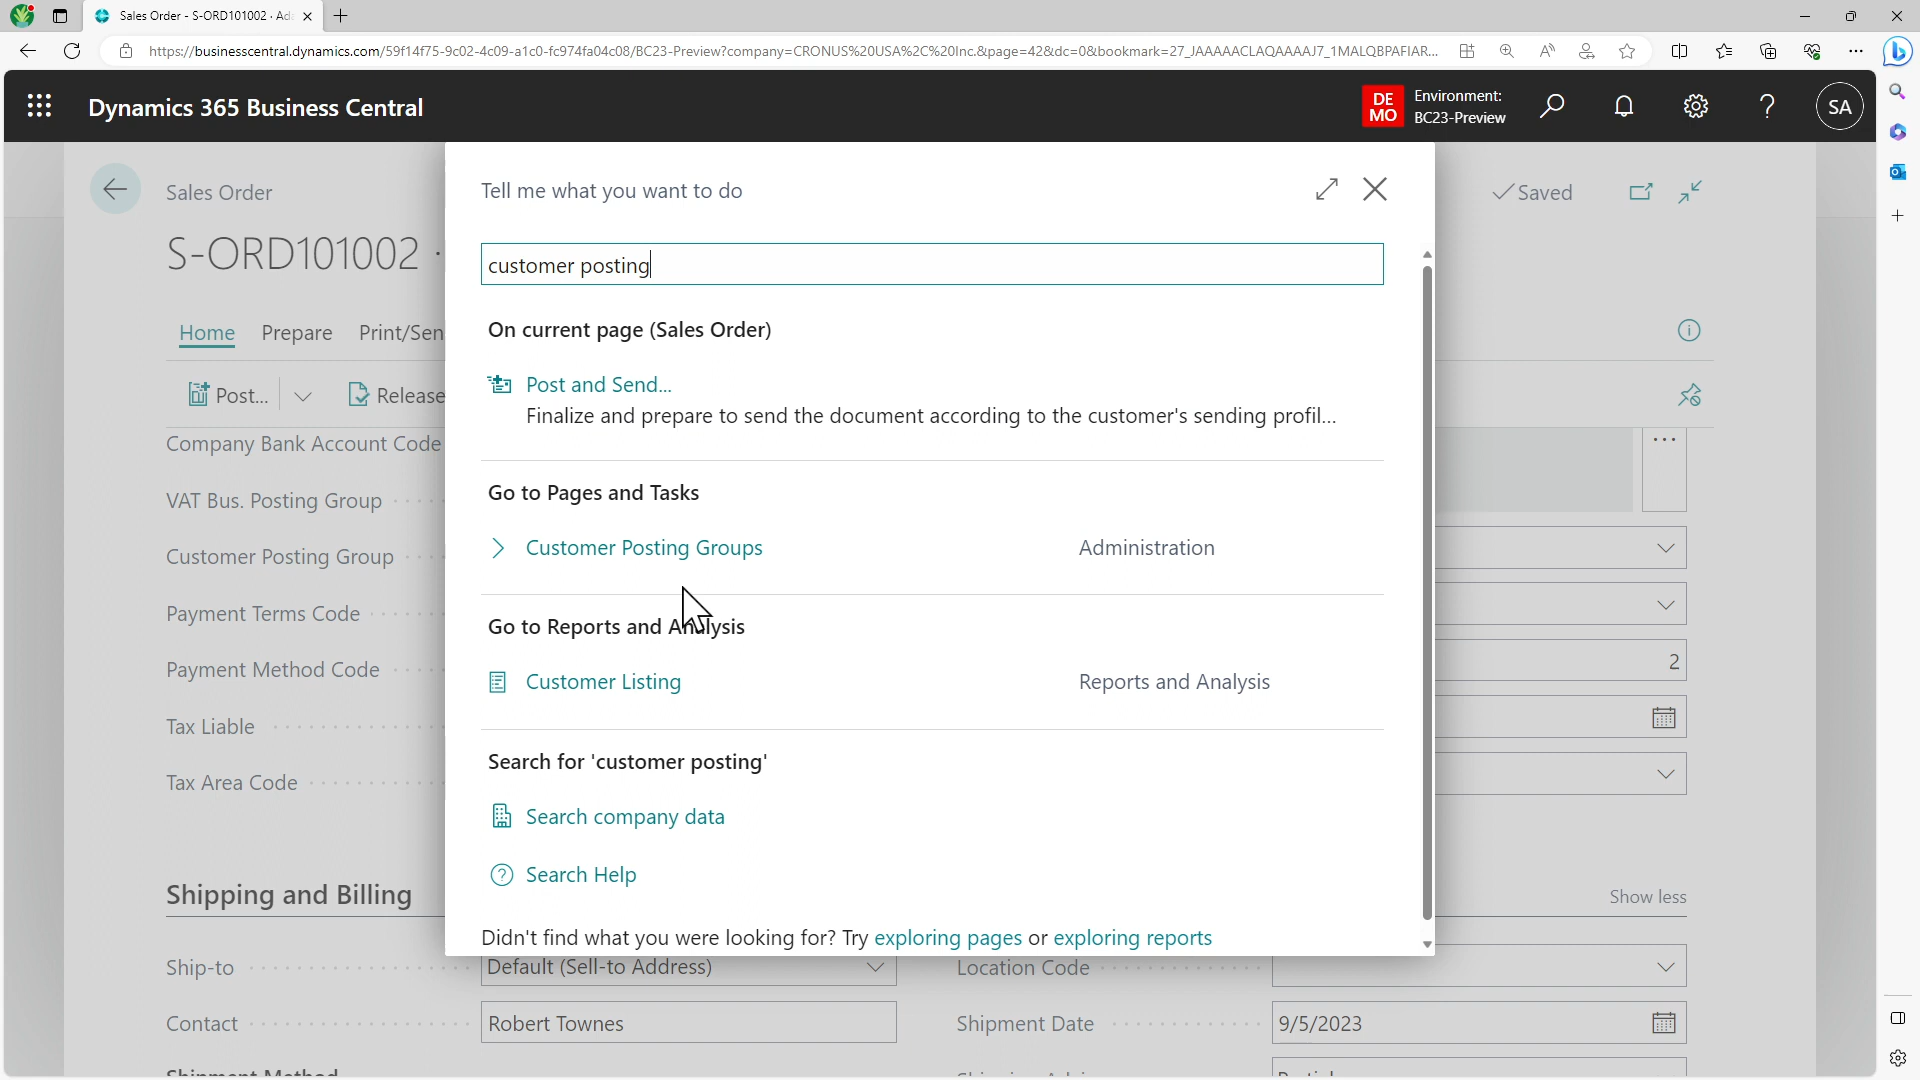 Sales Order - S-ORD101002 · Ad
https://businesscentral.dynamics.com/59f14f75-9c02-4c09-a1c0-fc974fa04c08/BC23-Preview?company=CRONUS%20USA%2C%20Inc.&page=42&dc=0&bookmark=27_JAAAAACLAQAAAAJ7_1MALQBPAFIAR...
Dynamics 365 Business Central
DE
MO
Environment:
BC23-Preview
SA
Sales Order
Tell me what you want to do
Saved
S-ORD101002 ·
customer posting
On current page (Sales Order)
Home
Prepare
Print/Sen
Post and Send...
Finalize and prepare to send the document according to the customer's sending profil...
Post...
Release
Company Bank Account Code
Go to Pages and Tasks
VAT Bus. Posting Group
Customer Posting Groups
Administration
Customer Posting Group
Payment Terms Code
Go to Reports and Analysis
Payment Method Code
Customer Listing
Reports and Analysis
2
Tax Liable
Search for 'customer posting'
Tax Area Code
Search company data
Search Help
Shipping and Billing
Show less
Didn't find what you were looking for? Try exploring pages or exploring reports
Ship-to
Default (Sell-to Address)
Location Code
Contact
Robert Townes
Shipment Date
9/5/2023
Shipment Method